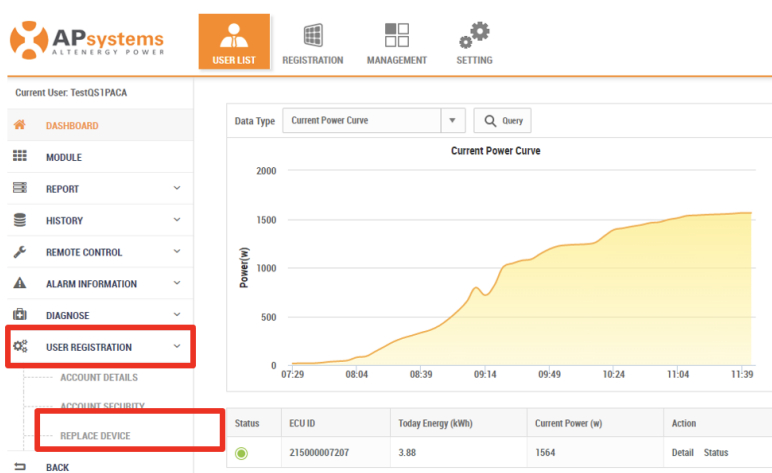 APsystems
ALTENERGY POWER
USER LIST
REGISTRATION
MANAGEMENT
SETTING
Current User: TestQS1PACA
DASHBOARD
MODULE
REPORT
HISTORY
REMOTE CONTROL
ALARM INFORMATION
DIAGNOSE
USER REGISTRATION
ACCOUNT DETAILS
ACCOUNT SECURITY
REPLACE DEVICE
BACK
Data Type Current Power Curve Query
Current Power Curve
Power(w)
2000
1500
1000
500
0
07:29 08:04 08:39 09:14 09:49 10:24 11:04 11:39
Status ECU ID Today Energy (kWh) Current Power (w) Action
215000007207 3.88 1564 Detail Status